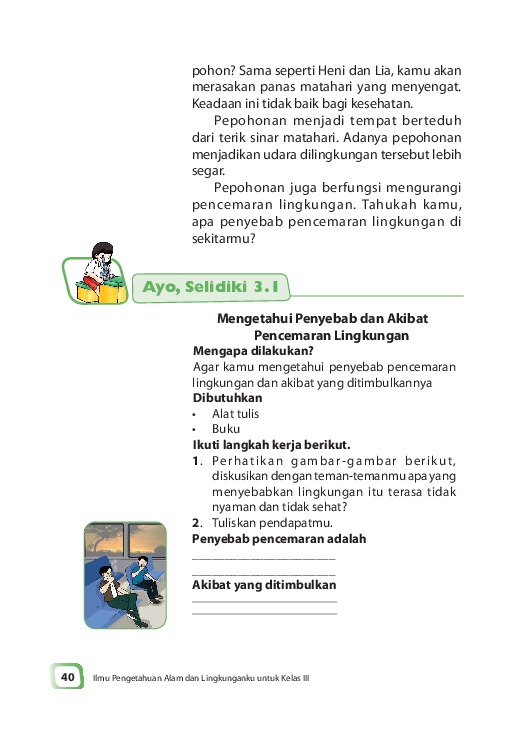 pohon? Sama seperti Heni dan Lia, kamu akan
merasakan panas matahari yang menyengat.
Keadaan ini tidak baik bagi kesehatan.
Pepohonan menjadi tempat berteduh
dari terik sinar matahari. Adanya pepohonan
menjadikan udara dilingkungan tersebut lebih
segar.
Pepohonan juga berfungsi mengurangi
pencemaran lingkungan. Tahukah kamu,
apa penyebab pencemaran lingkungan di
sekitarmu?
Ayo, Selidiki 3.1
Mengetahui Penyebab dan Akibat
Pencemaran Lingkungan
Mengapa dilakukan?
Agar kamu mengetahui penyebab pencemaran
lingkungan dan akibat yang ditimbulkannya
Dibutuhkan
• Alat tulis
• Buku
Ikuti langkah kerja berikut.
1. Perhatikan gambar-gambar berikut,
diskusikan dengan teman-temanmu apa yang
menyebabkan lingkungan itu terasa tidak
nyaman dan tidak sehat?
2. Tuliskan pendapatmu.
Penyebab pencemaran adalah
Akibat yang ditimbulkan
40 Ilmu Pengetahuan Alam dan Lingkunganku untuk Kelas III